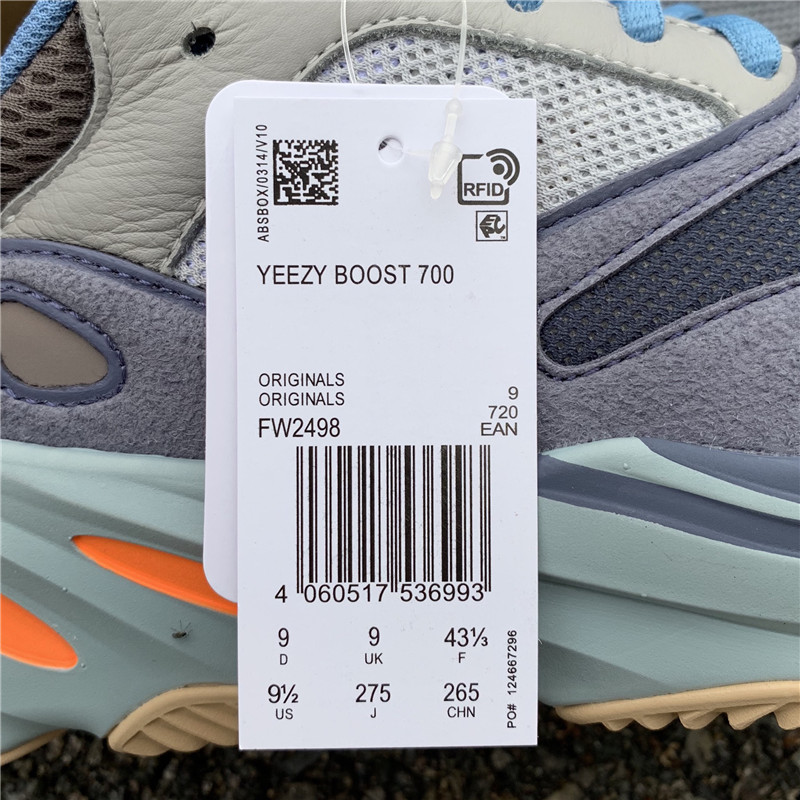 ABSBOX/0314/V10
RFID
YEEZY BOOST 700
ORIGINALS
ORIGINALS
FW2498
9
720
EAN
4 060517 536993
9 9 43⅓
D UK F
9½ 275 265
US J CHN
PO# 124667296